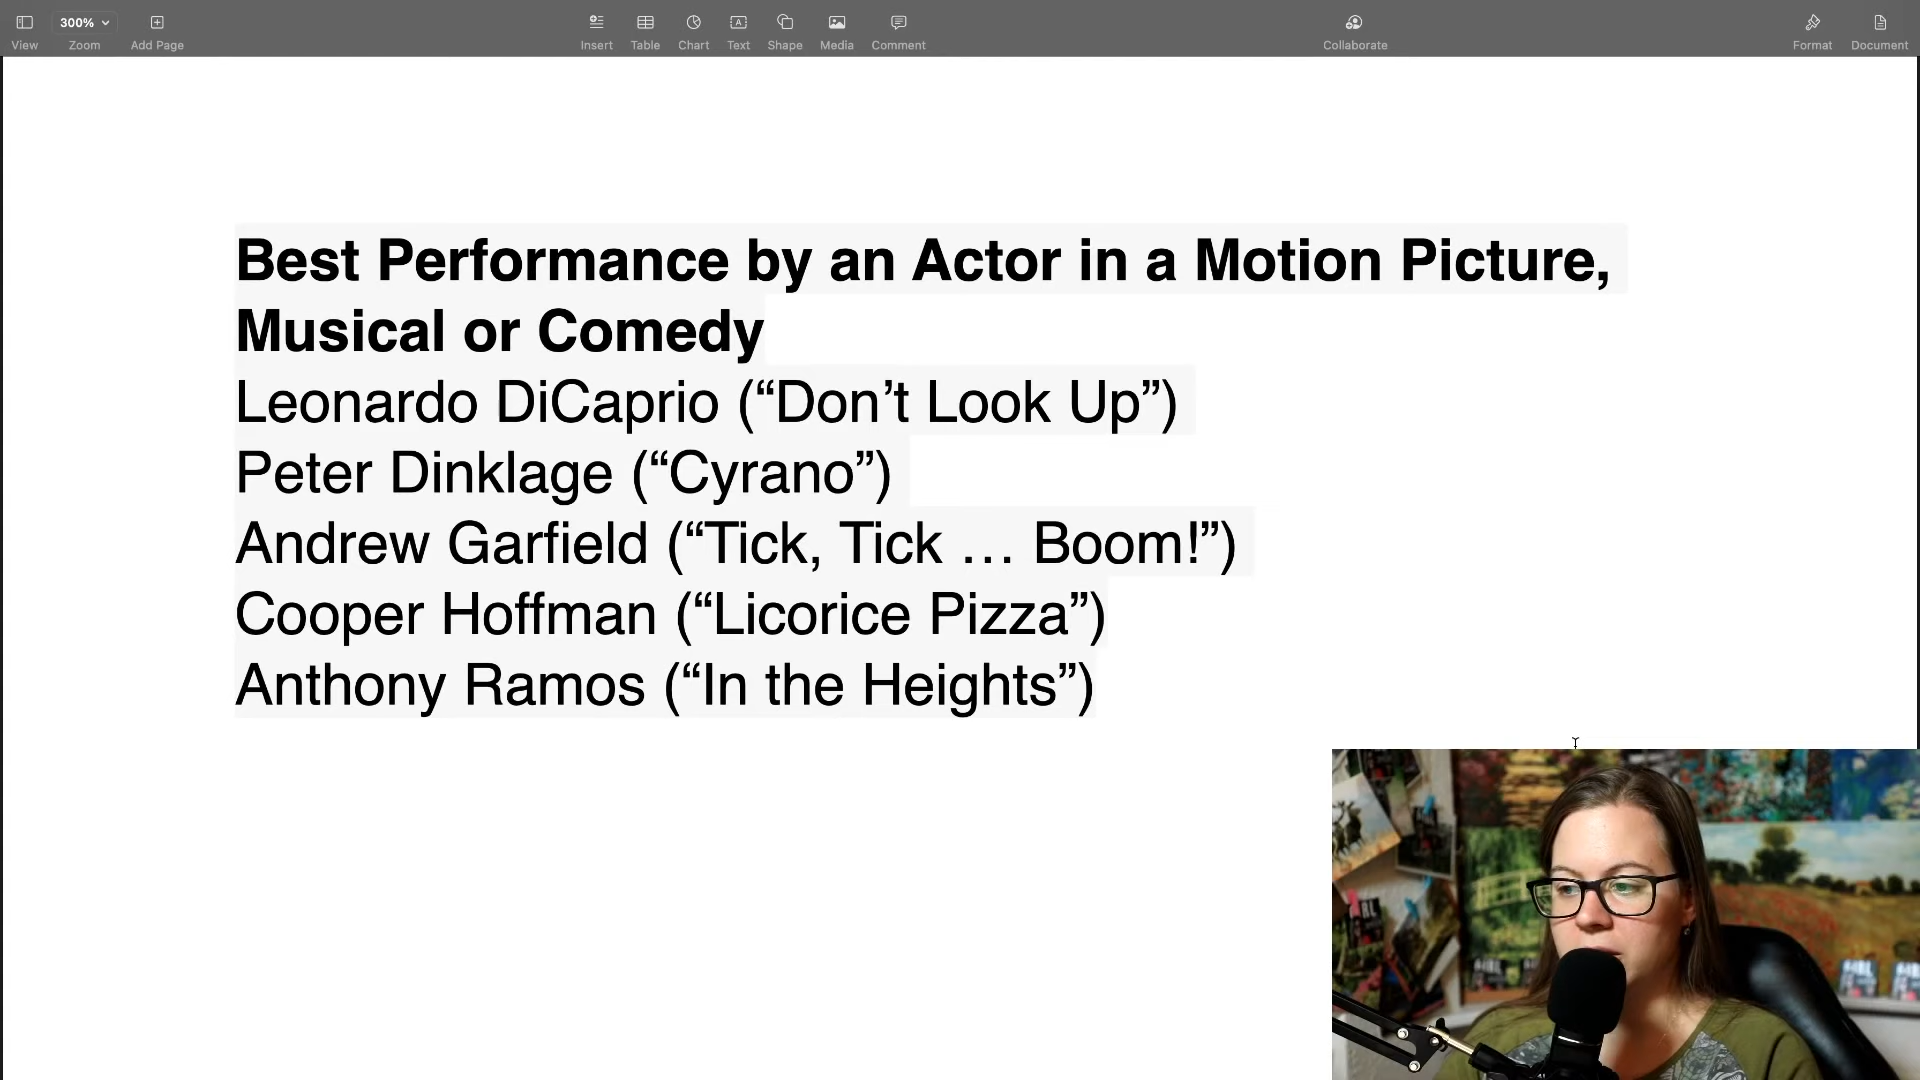 300%
View
Zoom
Add Page
Insert
Table
Chart
Text
Shape
Media
Comment
Collaborate
Format
Document
Best Performance by an Actor in a Motion Picture,
Musical or Comedy
Leonardo DiCaprio (“Don’t Look Up”)
Peter Dinklage (“Cyrano”)
Andrew Garfield (“Tick, Tick … Boom!”)
Cooper Hoffman (“Licorice Pizza”)
Anthony Ramos (“In the Heights”)